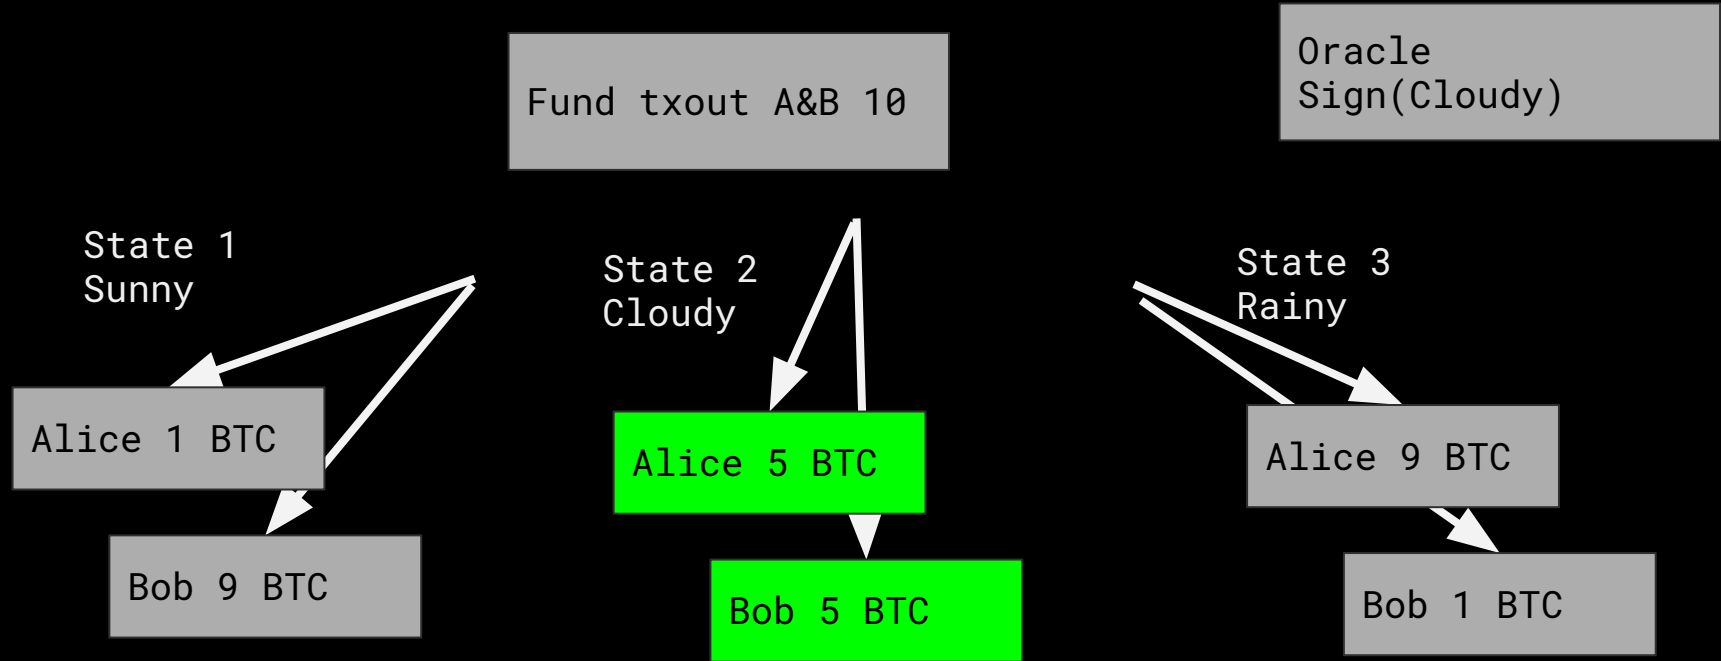 Fund txout A&B 10
Oracle
Sign(Cloudy)
State 1
Sunny
State 2
Cloudy
State 3
Rainy
Alice 1 BTC
Bob 9 BTC
Alice 5 BTC
Bob 5 BTC
Alice 9 BTC
Bob 1 BTC